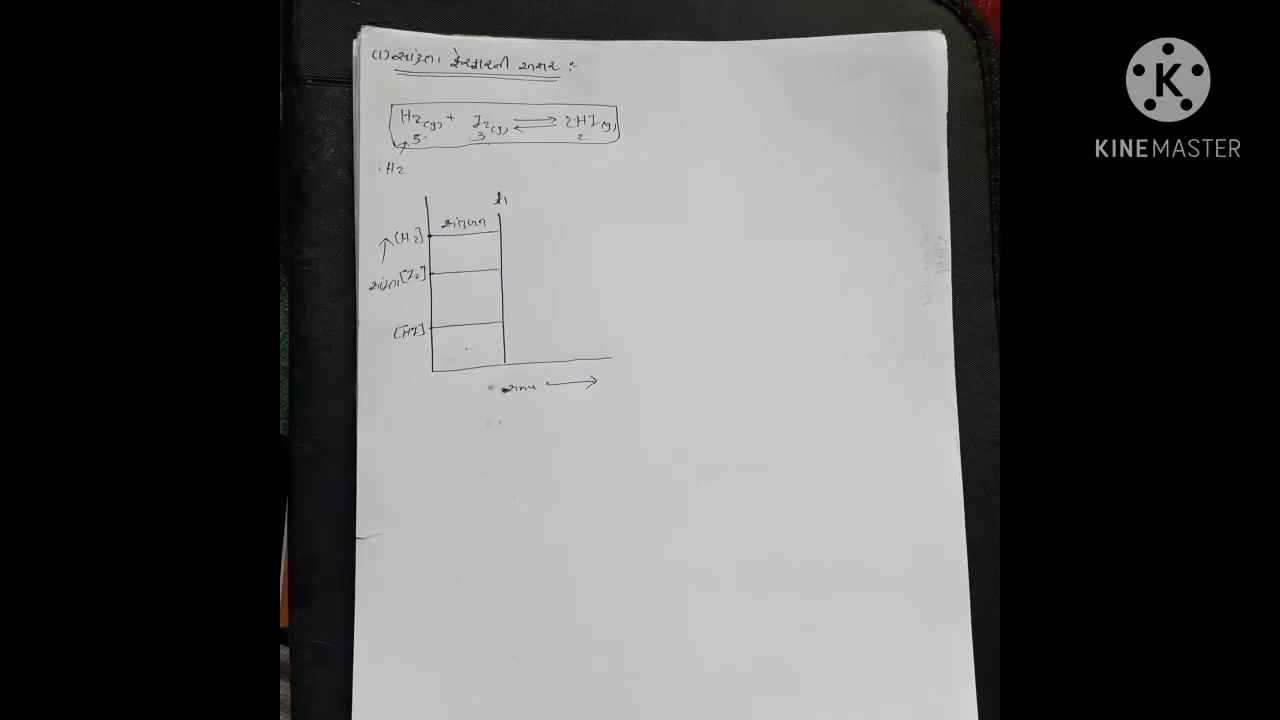 (1) સાંદ્રતા ફેરફારની અસર :-
H2(g) + I2(g) ⇌ 2HI(g)
5 3 2
H2
t1
સંતુલન
[H2]
સાંદ્રતા [I2]
[HI]
સમય →
K
KINEMASTER